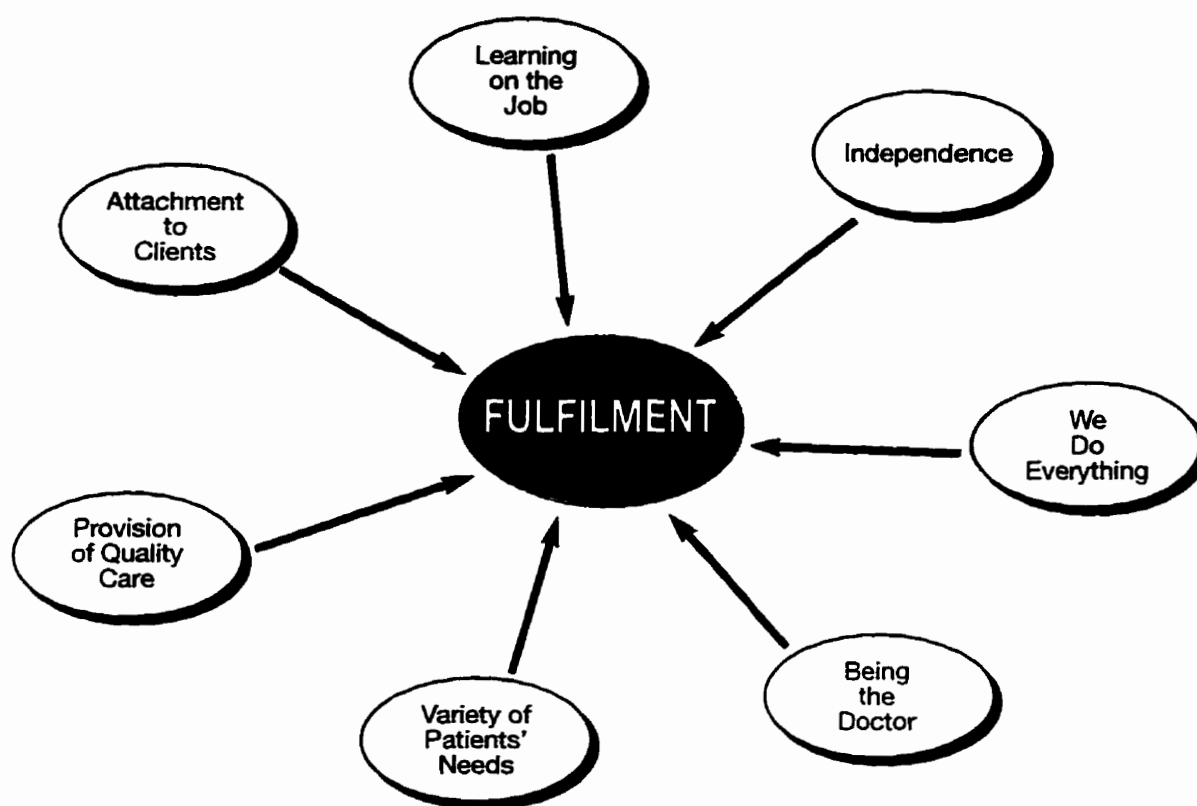 Learning
on the
Job
Independence
Attachment
to
Clients
FULFILMENT
We
Do
Everything
Provision
of Quality
Care
Being
the
Doctor
Variety of
Patients'
Needs